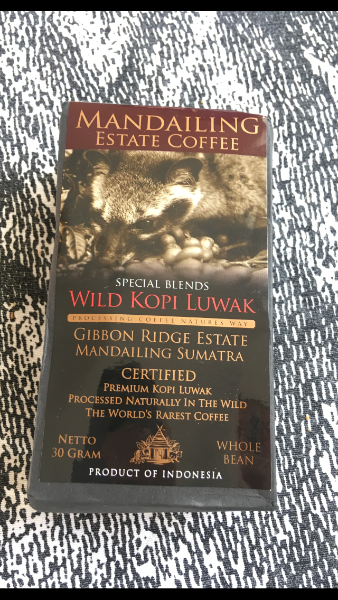 MANDAILING
ESTATE COFFEE
SPECIAL BLENDS
WILD KOPI LUWAK
PROCESSING COFFEE NATURES WAY
GIBBON RIDGE ESTATE
MANDAILING SUMATRA
CERTIFIED
PREMIUM KOPI LUWAK
PROCESSED NATURALLY IN THE WILD
THE WORLD'S RAREST COFFEE
NETTO
30 GRAM
WHOLE
BEAN
PRODUCT OF INDONESIA